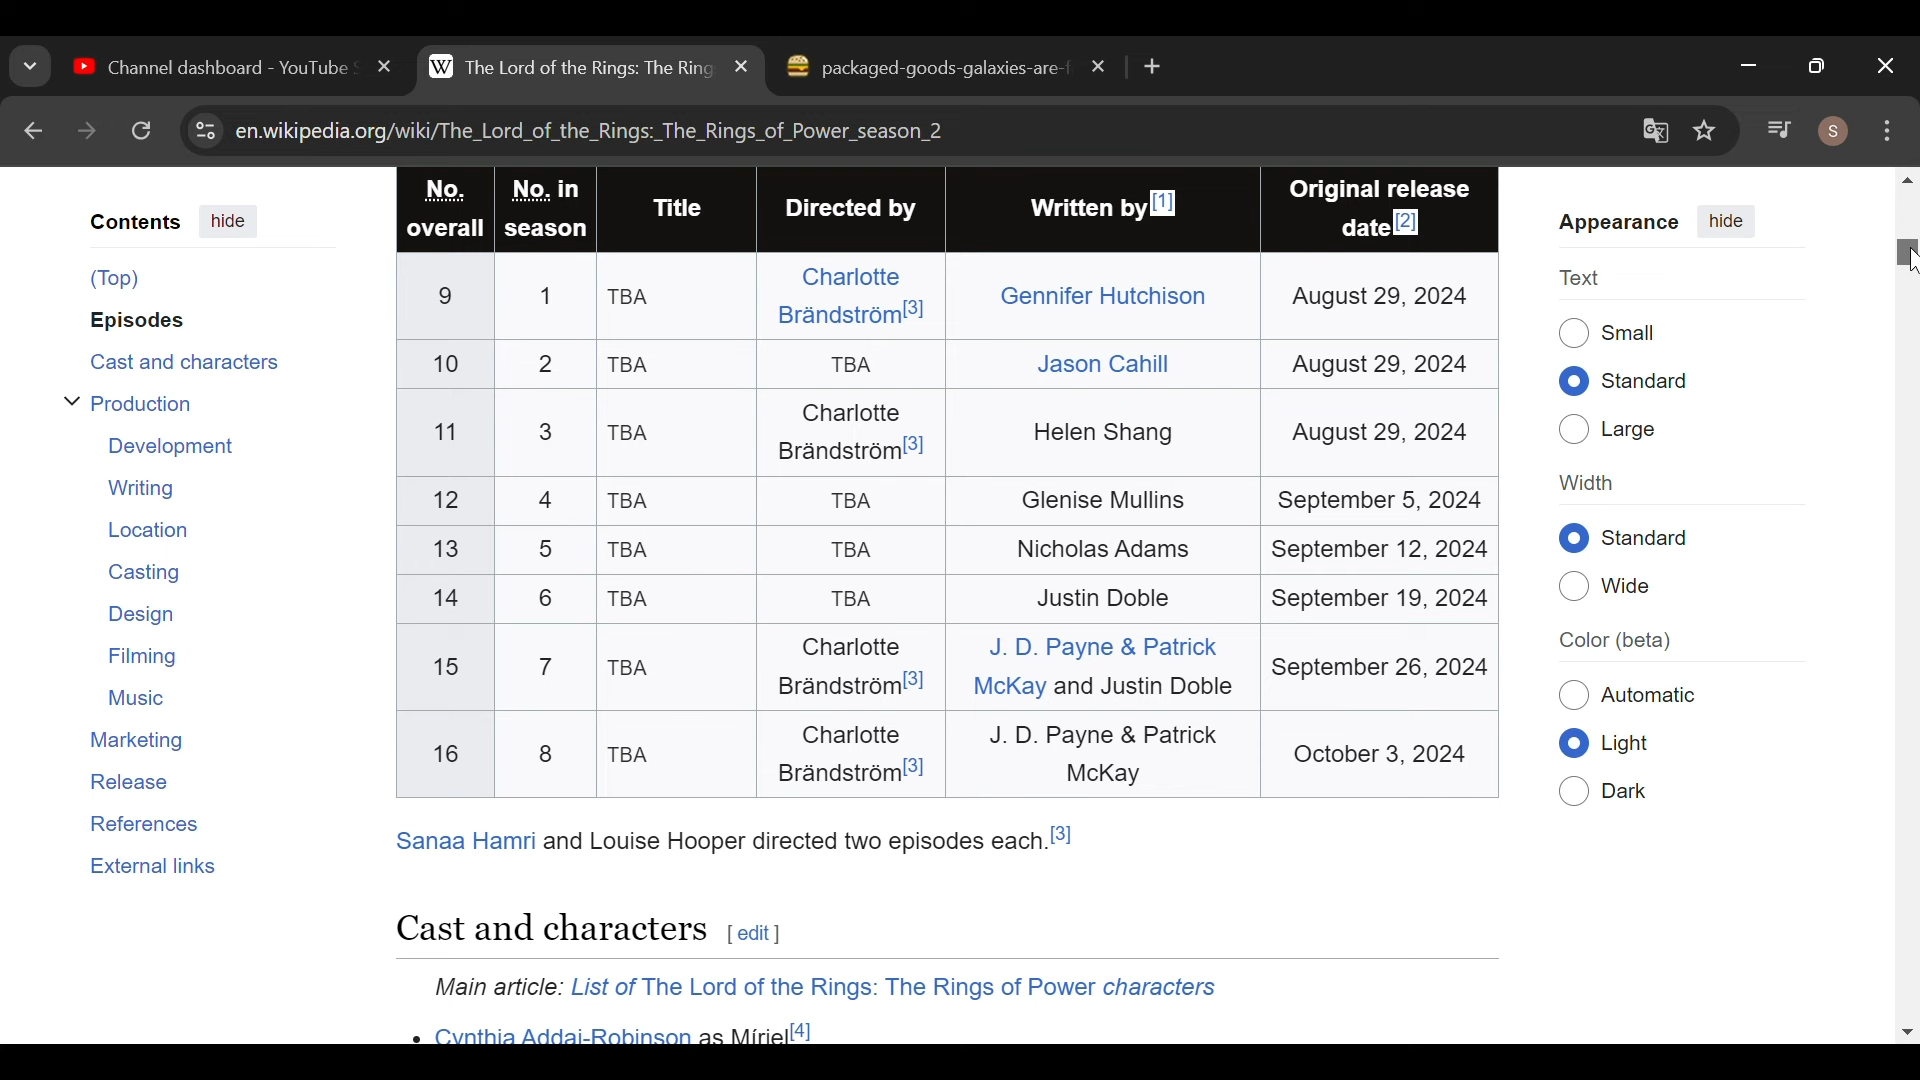 Channel dashboard - YouTube S
The Lord of the Rings: The Ring
packaged-goods-galaxies-are-f
en.wikipedia.org/wiki/The_Lord_of_the_Rings:_The_Rings_of_Power_season_2
S
Contents hide
(Top)
Episodes
Cast and characters
Production
Development
Writing
Location
Casting
Design
Filming
Music
Marketing
Release
References
External links
No. overall No. in season Title Directed by Written by[1] Original release date[2]
9 1 TBA Charlotte Brändström[3] Gennifer Hutchison August 29, 2024
10 2 TBA TBA Jason Cahill August 29, 2024
11 3 TBA Charlotte Brändström[3] Helen Shang August 29, 2024
12 4 TBA TBA Glenise Mullins September 5, 2024
13 5 TBA TBA Nicholas Adams September 12, 2024
14 6 TBA TBA Justin Doble September 19, 2024
15 7 TBA Charlotte Brändström[3] J. D. Payne & Patrick McKay and Justin Doble September 26, 2024
16 8 TBA Charlotte Brändström[3] J. D. Payne & Patrick McKay October 3, 2024
Sanaa Hamri and Louise Hooper directed two episodes each.[3]
Cast and characters [ edit ]
Main article: List of The Lord of the Rings: The Rings of Power characters
• Cynthia Addai-Robinson as Míriel[4]
Appearance hide
Text
Small
Standard
Large
Width
Standard
Wide
Color (beta)
Automatic
Light
Dark